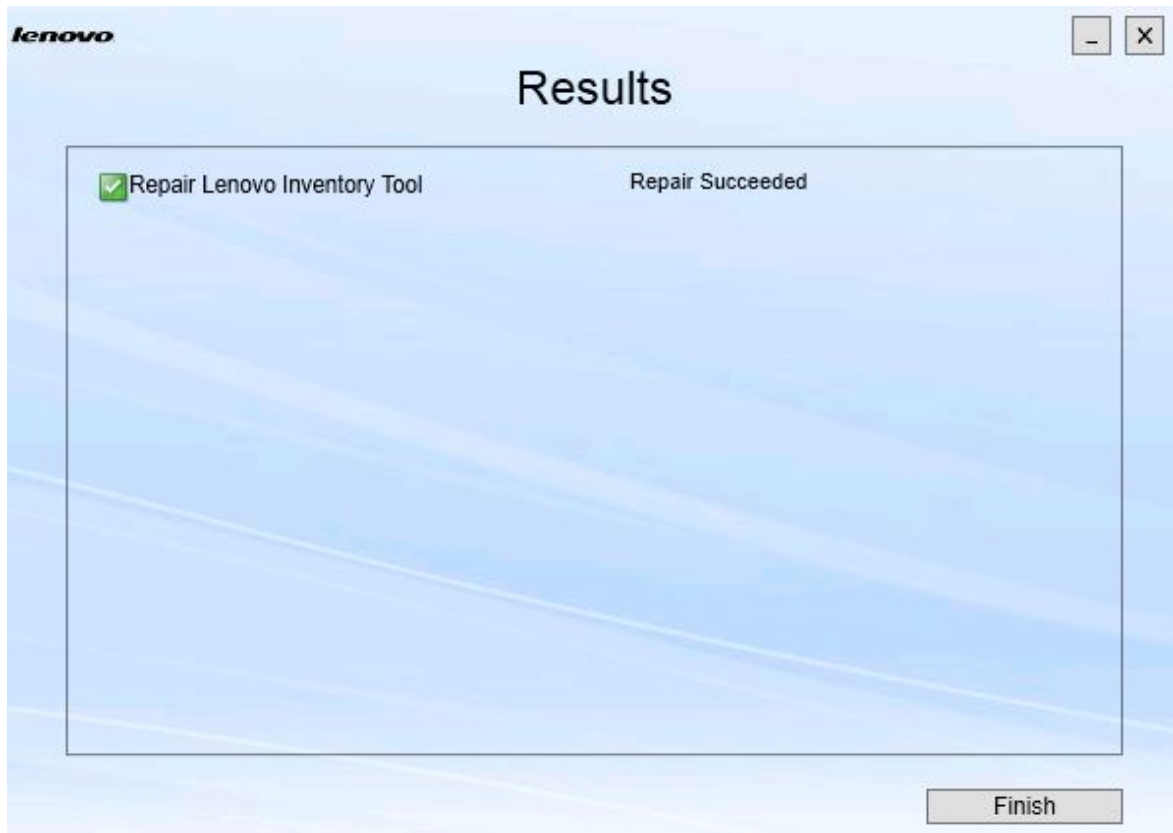 lenovo
Results
Repair Lenovo Inventory Tool Repair Succeeded
Finish